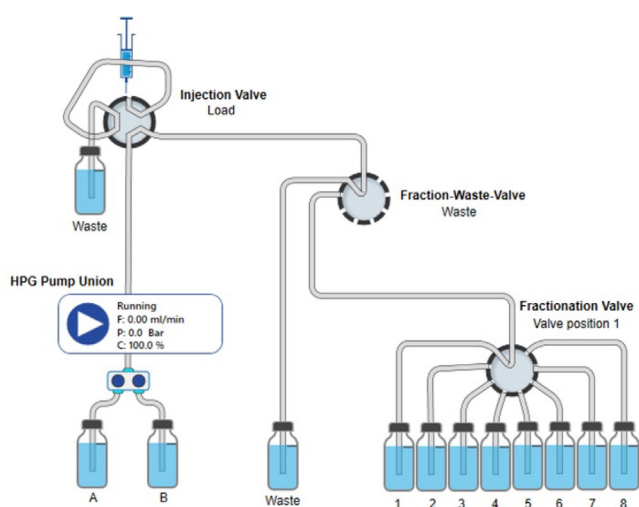 Injection Valve
Load
Waste
Fraction-Waste-Valve
Waste
HPG Pump Union
Running
F: 0.00 ml/min
P: 0.0 Bar
C: 100.0 %
Fractionation Valve
Valve position 1
A B
Waste
1 2 3 4 5 6 7 8